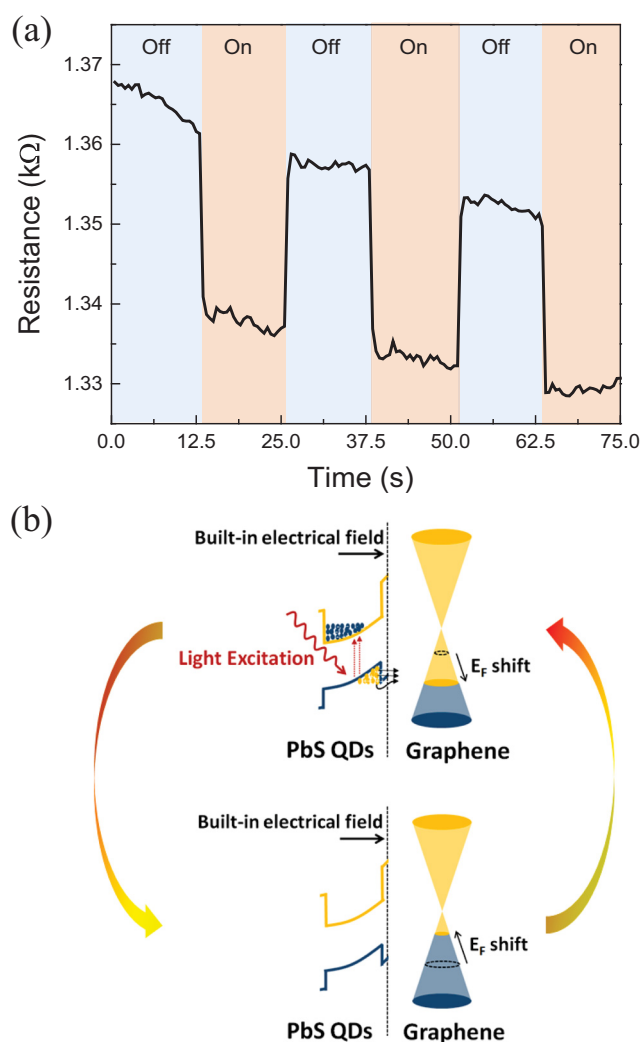 (a)
Off On Off On Off On
1.37
1.36
1.35
1.34
1.33
Resistance (kΩ)
0.0 12.5 25.0 37.5 50.0 62.5 75.0
Time (s)
(b)
Built-in electrical field
Light Excitation
E_F shift
PbS QDs Graphene
Built-in electrical field
E_F shift
PbS QDs Graphene